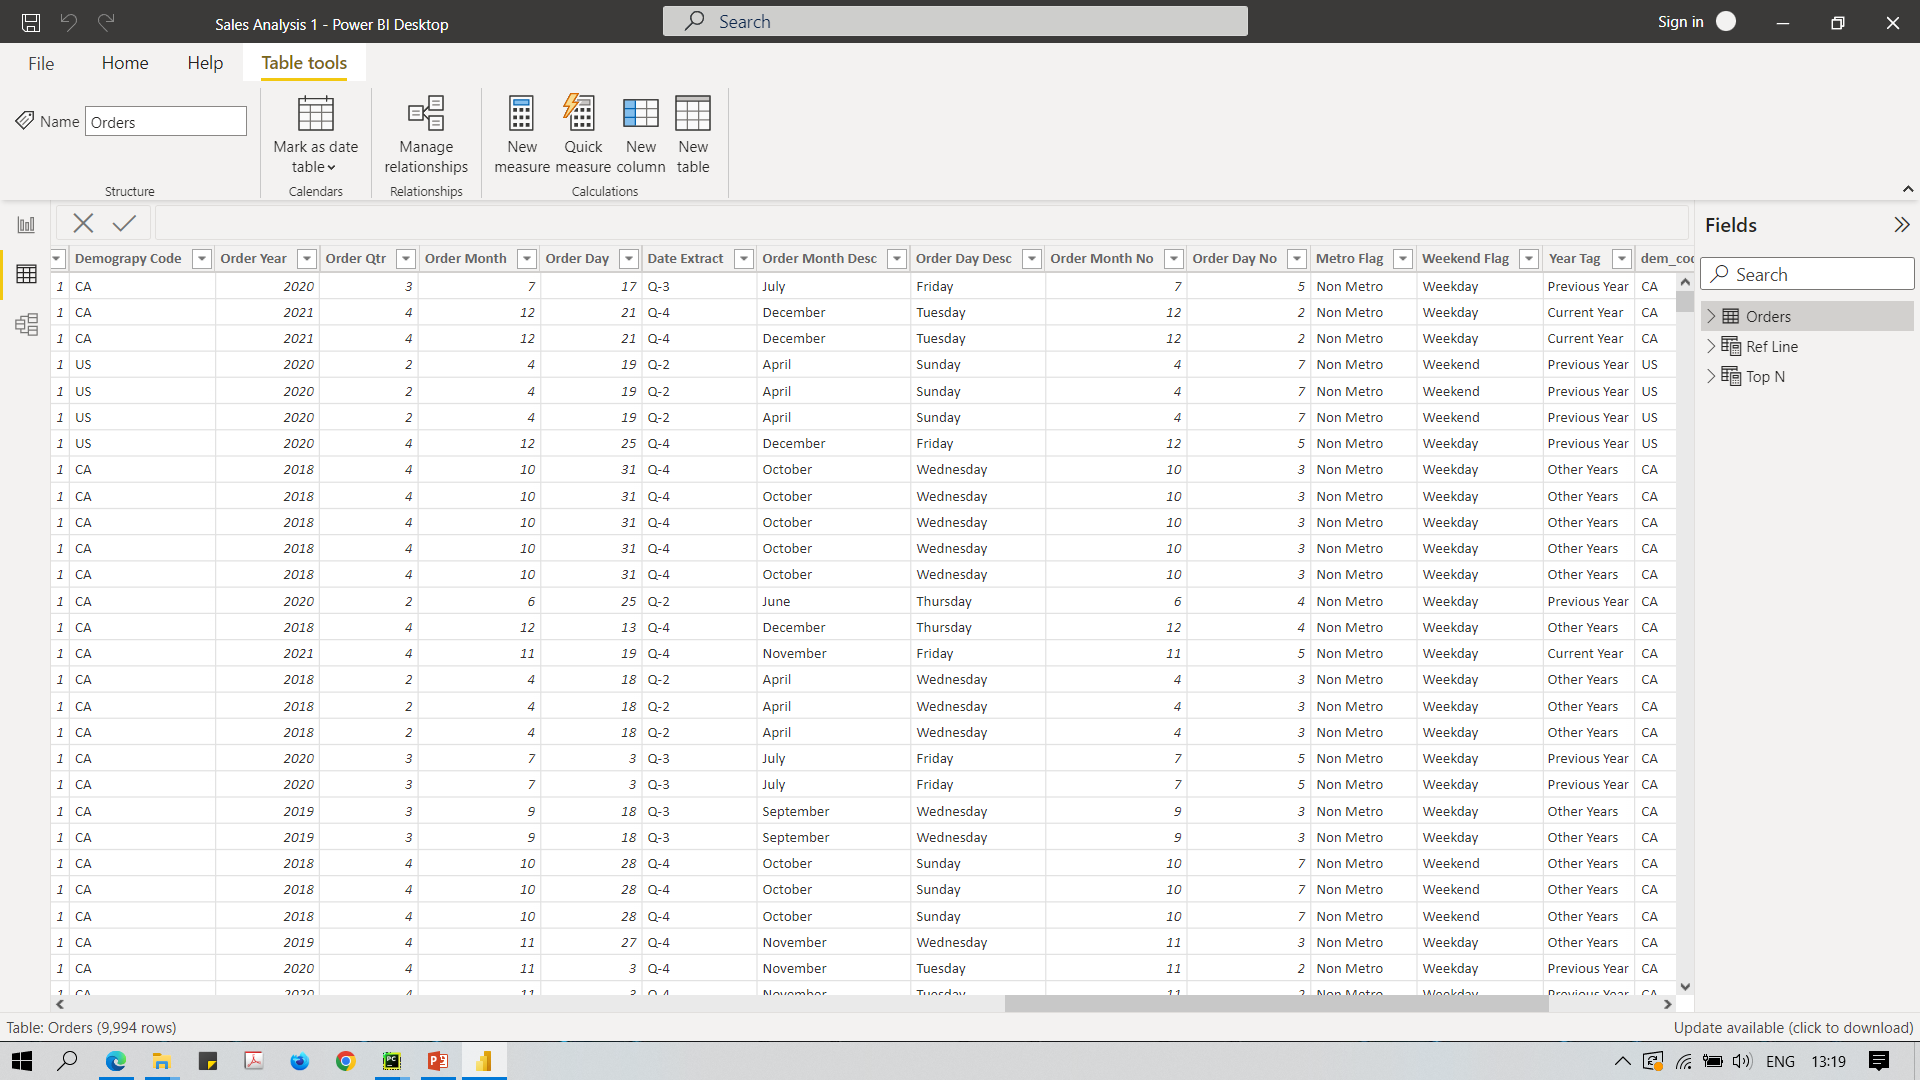 Sales Analysis 1 - Power BI Desktop
Search
Sign in
File Home Help Table tools
Name Orders
Mark as date table
Manage relationships
New measure
Quick measure
New column
New table
Structure Calendars Relationships Calculations
Fields
Search
Orders
Ref Line
Top N
Demograpy Code Order Year Order Qtr Order Month Order Day Date Extract Order Month Desc Order Day Desc Order Month No Order Day No Metro Flag Weekend Flag Year Tag dem_coc
1 CA 2020 3 7 17 Q-3 July Friday 7 5 Non Metro Weekday Previous Year CA
1 CA 2021 4 12 21 Q-4 December Tuesday 12 2 Non Metro Weekday Current Year CA
1 CA 2021 4 12 21 Q-4 December Tuesday 12 2 Non Metro Weekday Current Year CA
1 US 2020 2 4 19 Q-2 April Sunday 4 7 Non Metro Weekend Previous Year US
1 US 2020 2 4 19 Q-2 April Sunday 4 7 Non Metro Weekend Previous Year US
1 US 2020 2 4 19 Q-2 April Sunday 4 7 Non Metro Weekend Previous Year US
1 US 2020 4 12 25 Q-4 December Friday 12 5 Non Metro Weekday Previous Year US
1 CA 2018 4 10 31 Q-4 October Wednesday 10 3 Non Metro Weekday Other Years CA
1 CA 2018 4 10 31 Q-4 October Wednesday 10 3 Non Metro Weekday Other Years CA
1 CA 2018 4 10 31 Q-4 October Wednesday 10 3 Non Metro Weekday Other Years CA
1 CA 2018 4 10 31 Q-4 October Wednesday 10 3 Non Metro Weekday Other Years CA
1 CA 2018 4 10 31 Q-4 October Wednesday 10 3 Non Metro Weekday Other Years CA
1 CA 2020 2 6 25 Q-2 June Thursday 6 4 Non Metro Weekday Previous Year CA
1 CA 2018 4 12 13 Q-4 December Thursday 12 4 Non Metro Weekday Other Years CA
1 CA 2021 4 11 19 Q-4 November Friday 11 5 Non Metro Weekday Current Year CA
1 CA 2018 2 4 18 Q-2 April Wednesday 4 3 Non Metro Weekday Other Years CA
1 CA 2018 2 4 18 Q-2 April Wednesday 4 3 Non Metro Weekday Other Years CA
1 CA 2018 2 4 18 Q-2 April Wednesday 4 3 Non Metro Weekday Other Years CA
1 CA 2020 3 7 3 Q-3 July Friday 7 5 Non Metro Weekday Previous Year CA
1 CA 2020 3 7 3 Q-3 July Friday 7 5 Non Metro Weekday Previous Year CA
1 CA 2019 3 9 18 Q-3 September Wednesday 9 3 Non Metro Weekday Other Years CA
1 CA 2019 3 9 18 Q-3 September Wednesday 9 3 Non Metro Weekday Other Years CA
1 CA 2018 4 10 28 Q-4 October Sunday 10 7 Non Metro Weekend Other Years CA
1 CA 2018 4 10 28 Q-4 October Sunday 10 7 Non Metro Weekend Other Years CA
1 CA 2018 4 10 28 Q-4 October Sunday 10 7 Non Metro Weekend Other Years CA
1 CA 2019 4 11 27 Q-4 November Wednesday 11 3 Non Metro Weekday Other Years CA
1 CA 2020 4 11 3 Q-4 November Tuesday 11 2 Non Metro Weekday Previous Year CA
1 CA 2020 4 11 3 Q-4 November Tuesday 11 2 Non Metro Weekday Previous Year CA
Table: Orders (9,994 rows)
Update available (click to download)
ENG 13:19